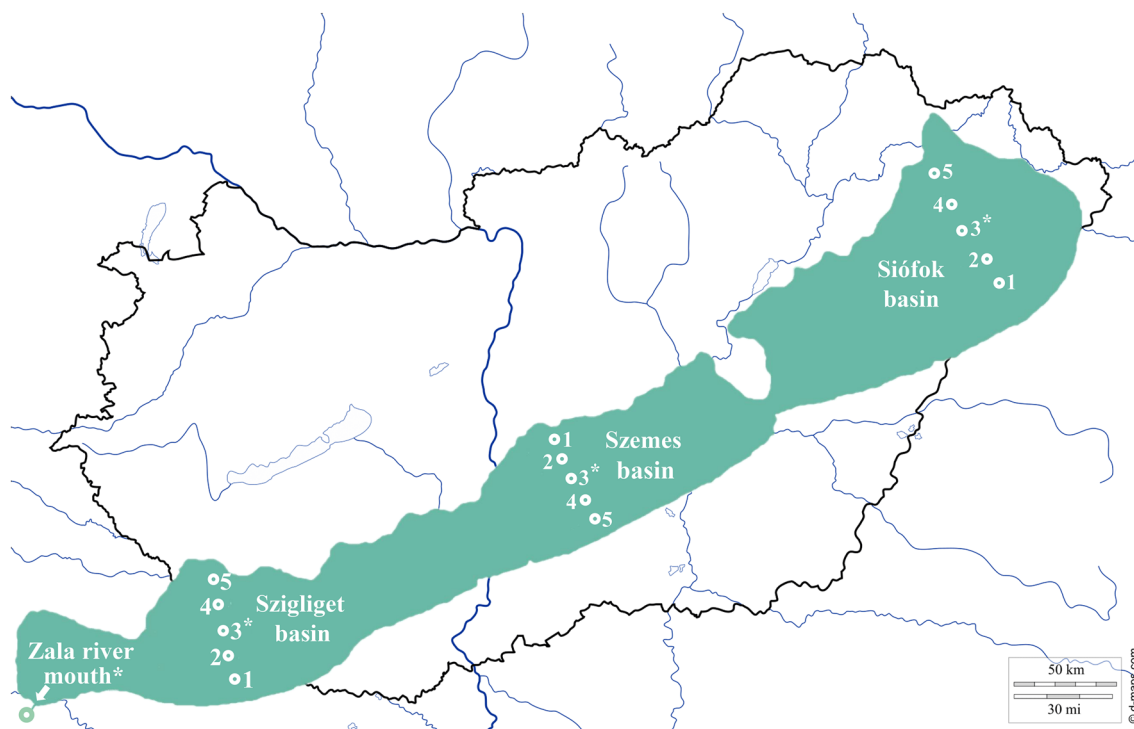 5
4
3*
2
1
Siófok
basin
1
2
3*
4
5
Szemes
basin
5
4
3*
2
1
Szigliget
basin
Zala river
mouth*
50 km
30 mi
© d-maps.com